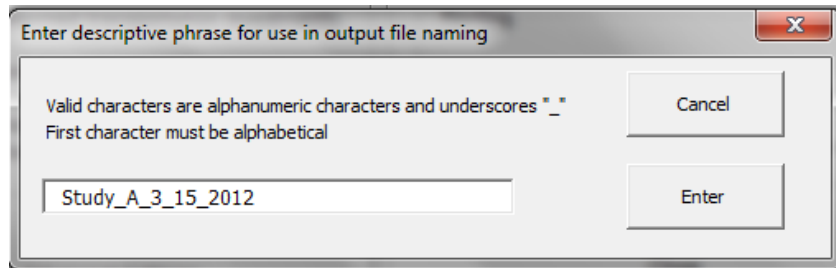 Enter descriptive phrase for use in output file naming
Valid characters are alphanumeric characters and underscores "_"
Cancel
First character must be alphabetical
Study_A_3_15_2012
Enter